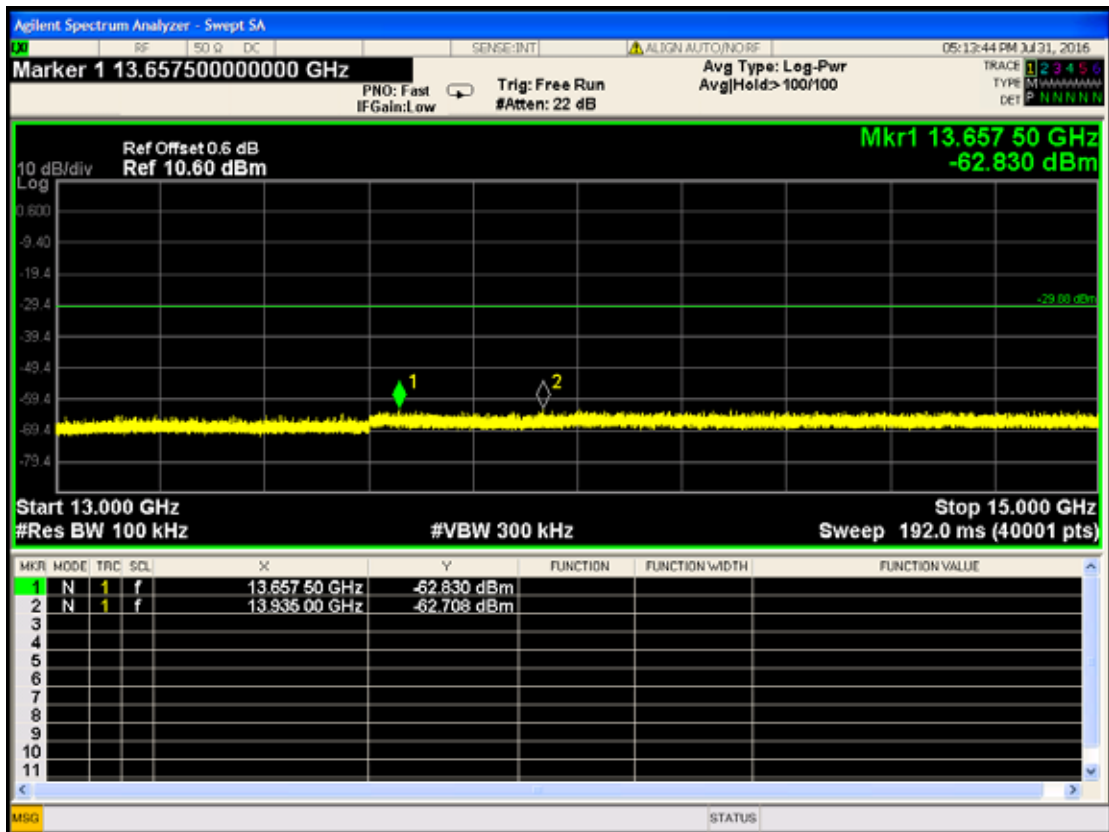 Agilent Spectrum Analyzer - Swept SA
LXI RF 50 Ω DC SENSE:INT ALIGN AUTO/NO RF 05:13:44 PM Jul 31, 2016
Marker 1 13.657500000000 GHz
PNO: Fast
IFGain:Low
Trig: Free Run
#Atten: 22 dB
Avg Type: Log-Pwr
Avg|Hold:> 100/100
TRACE 1 2 3 4 5 6
TYPE M WWWWW
DET P N N N N N
Mkr1 13.657 50 GHz
-62.830 dBm
Ref Offset 0.6 dB
10 dB/div Ref 10.60 dBm
Log
0.600
-9.40
-19.4
-29.4
-29.88 dBm
-39.4
-49.4
1
2
-59.4
-69.4
-79.4
Start 13.000 GHz Stop 15.000 GHz
#Res BW 100 kHz #VBW 300 kHz Sweep 192.0 ms (40001 pts)
MKR MODE TRC SCL X Y FUNCTION FUNCTION WIDTH FUNCTION VALUE
1 N 1 f 13.657 50 GHz -62.830 dBm
2 N 1 f 13.935 00 GHz -62.708 dBm
3
4
5
6
7
8
9
10
11
MSG STATUS